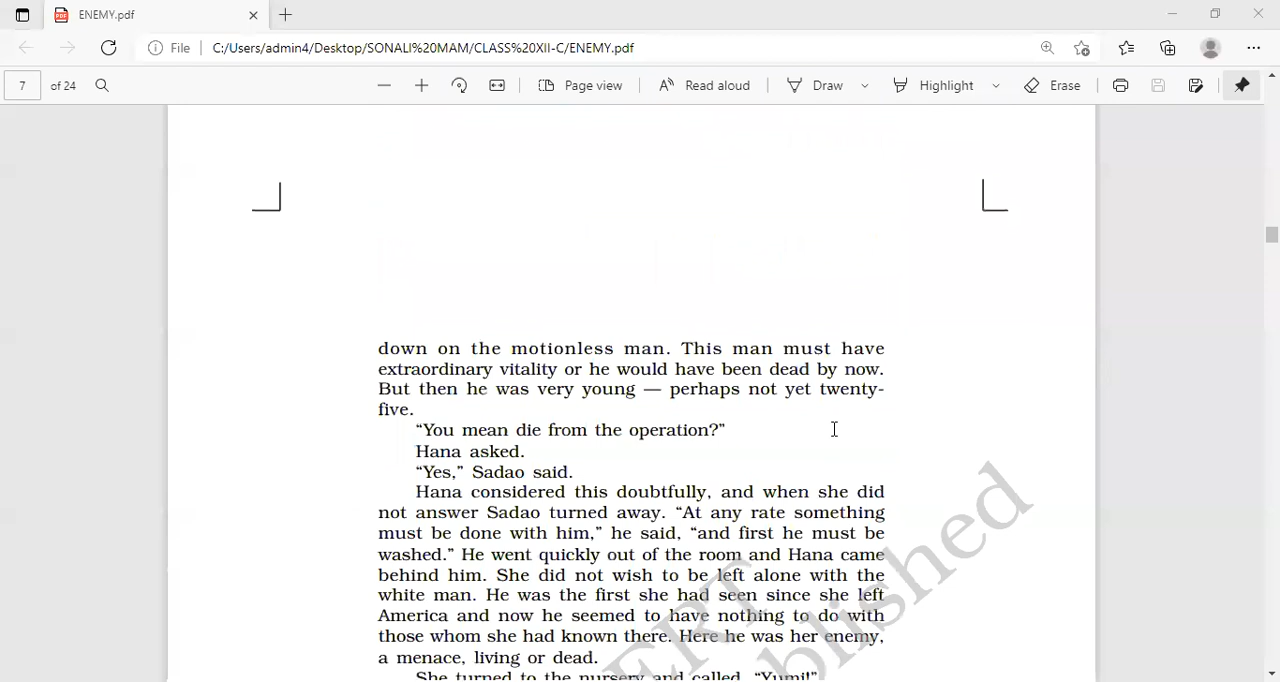 ENEMY.pdf
File
C:/Users/admin4/Desktop/SONALI%20MAM/CLASS%20XII-C/ENEMY.pdf
7 of 24
Page view
Read aloud
Draw
Highlight
Erase
down on the motionless man. This man must have
extraordinary vitality or he would have been dead by now.
But then he was very young — perhaps not yet twenty-
five.
“You mean die from the operation?”
Hana asked.
“Yes,” Sadao said.
Hana considered this doubtfully, and when she did
not answer Sadao turned away. “At any rate something
must be done with him,” he said, “and first he must be
washed.” He went quickly out of the room and Hana came
behind him. She did not wish to be left alone with the
white man. He was the first she had seen since she left
America and now he seemed to have nothing to do with
those whom she had known there. Here he was her enemy,
a menace, living or dead.
She turned to the nursery and called, “Yumi!”